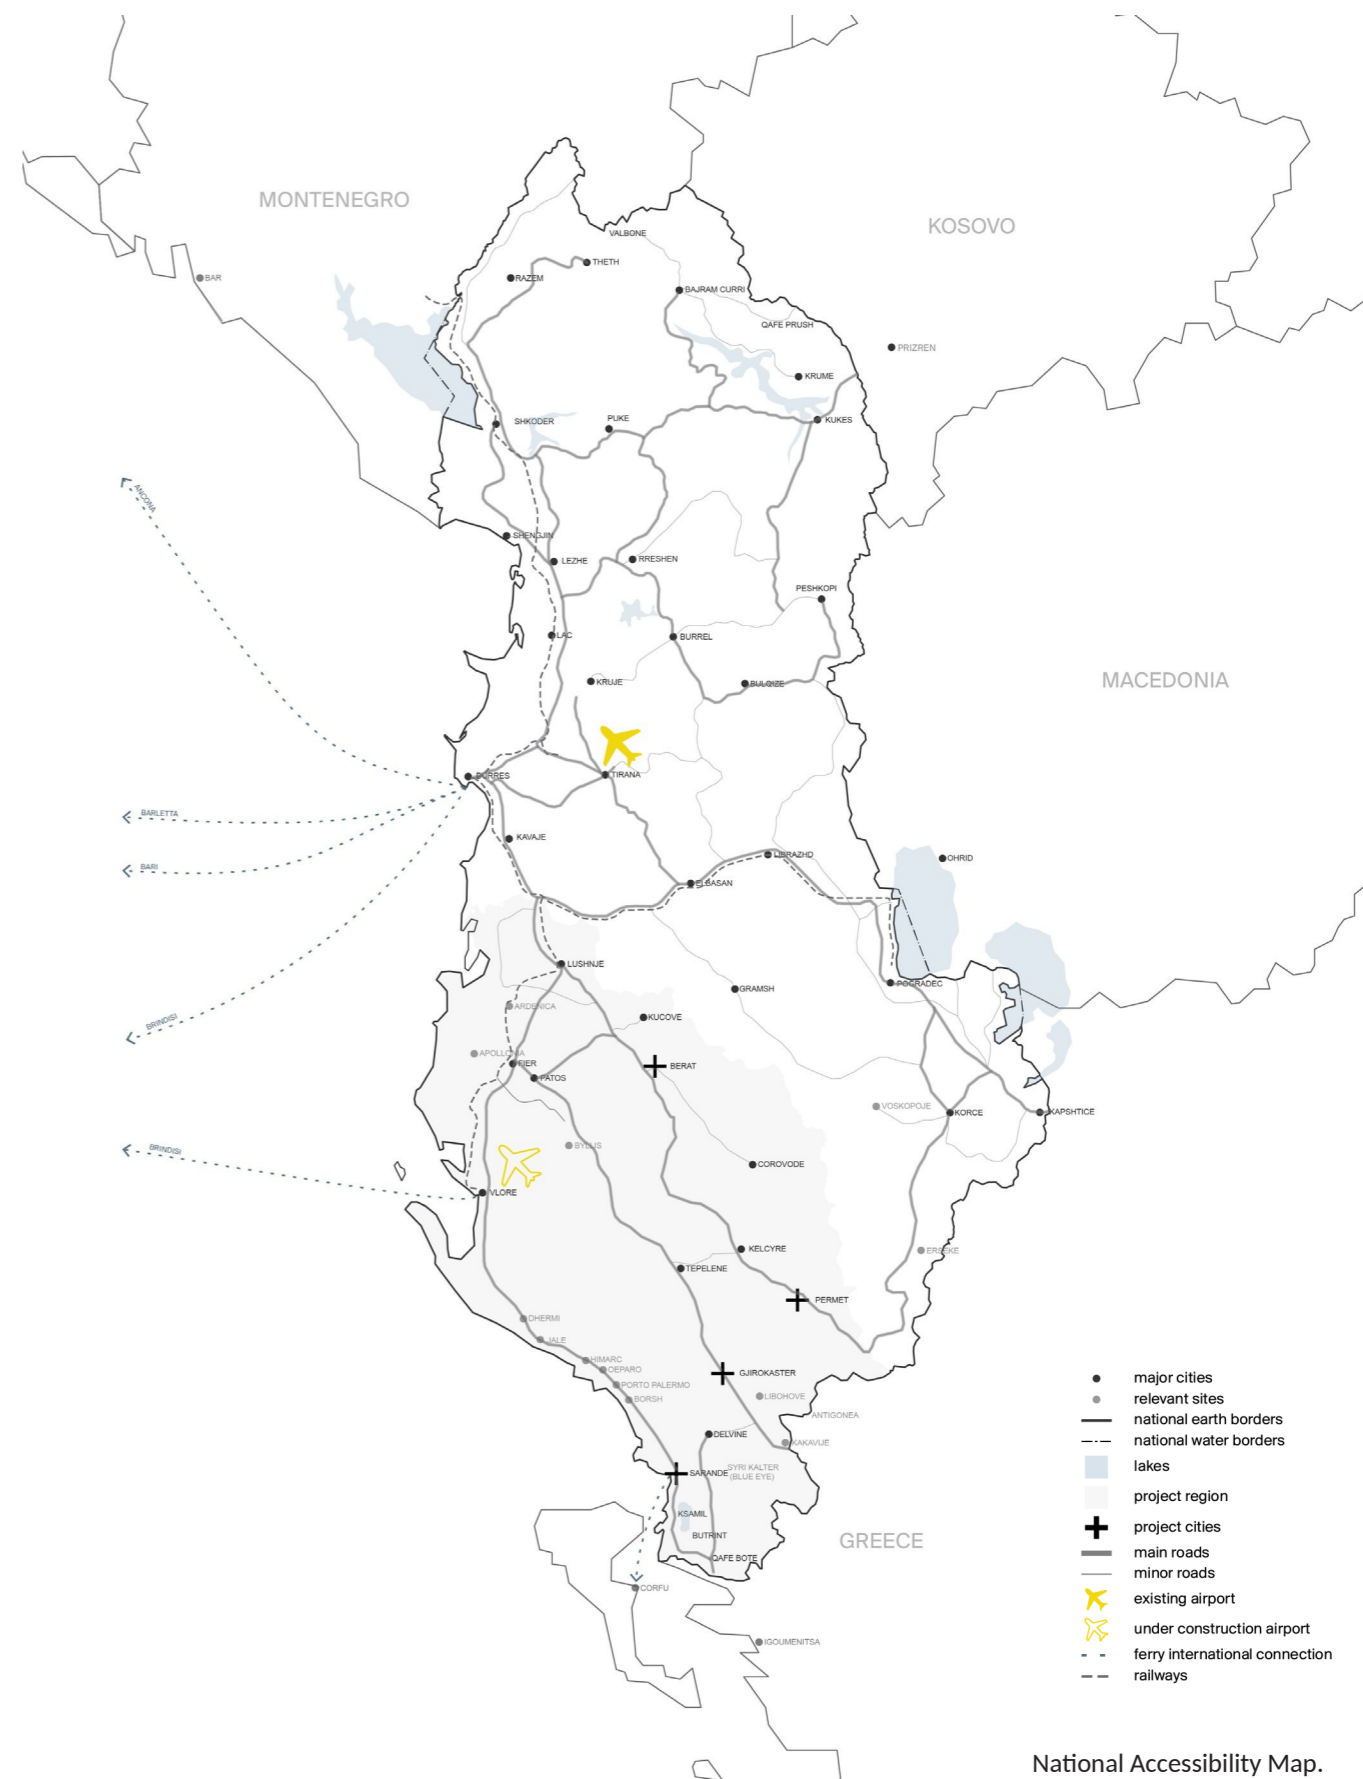 MONTENEGRO
KOSOVO
VALBONE
THETH
RAZEM
BAR
BAJRAM CURRI
QAFE PRUSH
PRIZREN
KRUME
PUKE
SHKODER
KUKES
ANCONA
SHENGJIN
LEZHE
RRESHEN
PESHKOPI
LAC
BURREL
KRUJE
BULQIZE
MACEDONIA
DURRES
TIRANA
BARLETTA
KAVAJE
BARI
LIBRAZHD
OHRID
ELBASAN
LUSHNJE
POGRADEC
GRAMSH
ARDENICA
KUCOVE
BRINDISI
APOLLONIA
FIER
BERAT
PATOS
VOSKOPOJE
KORCE
KAPSHTICE
BYLLIS
BRINDISI
COROVODE
VLORE
KELCYRE
ERSEKE
TEPELENE
PERMET
DHERMI
JALE
HIMARC
OEPARO
GJIROKASTER
PORTO PALERMO
LIBOHOVE
BORSH
ANTIGONEA
DELVINE
KAKAVIJE
SYRI KALTER
(BLUE EYE)
SARANDE
KSAMIL
BUTRINT
GREECE
QAFE BOTE
CORFU
IGOUMENITSA
major cities
relevant sites
national earth borders
national water borders
lakes
project region
project cities
main roads
minor roads
existing airport
under construction airport
ferry international connection
railways
National Accessibility Map.